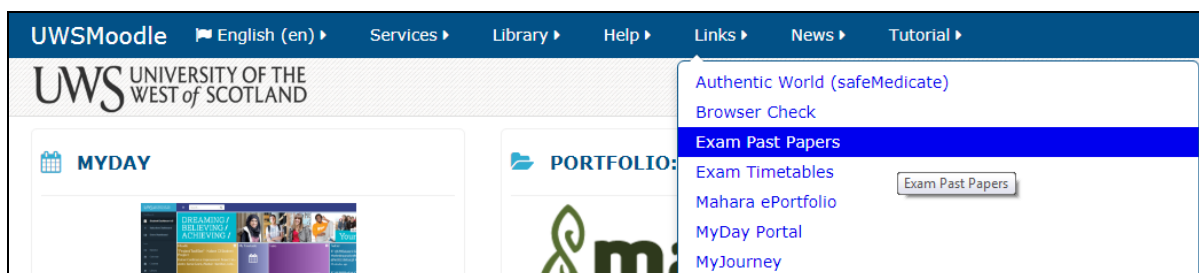 UWSMoodle English (en) Services Library Help Links News Tutorial
UWS UNIVERSITY OF THE
WEST of SCOTLAND
Authentic World (safeMedicate)
Browser Check
Exam Past Papers
Exam Timetables
Exam Past Papers
Mahara ePortfolio
MyDay Portal
MyJourney
MYDAY
DREAMING /
BELIEVING /
ACHIEVING /
Your
PORTFOLIO: